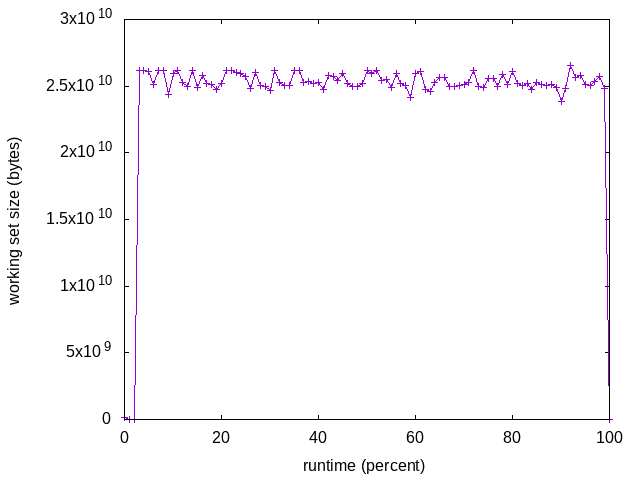 3x10^10
2.5x10^10
2x10^10
1.5x10^10
1x10^10
5x10^9
0
working set size (bytes)
0 20 40 60 80 100
runtime (percent)